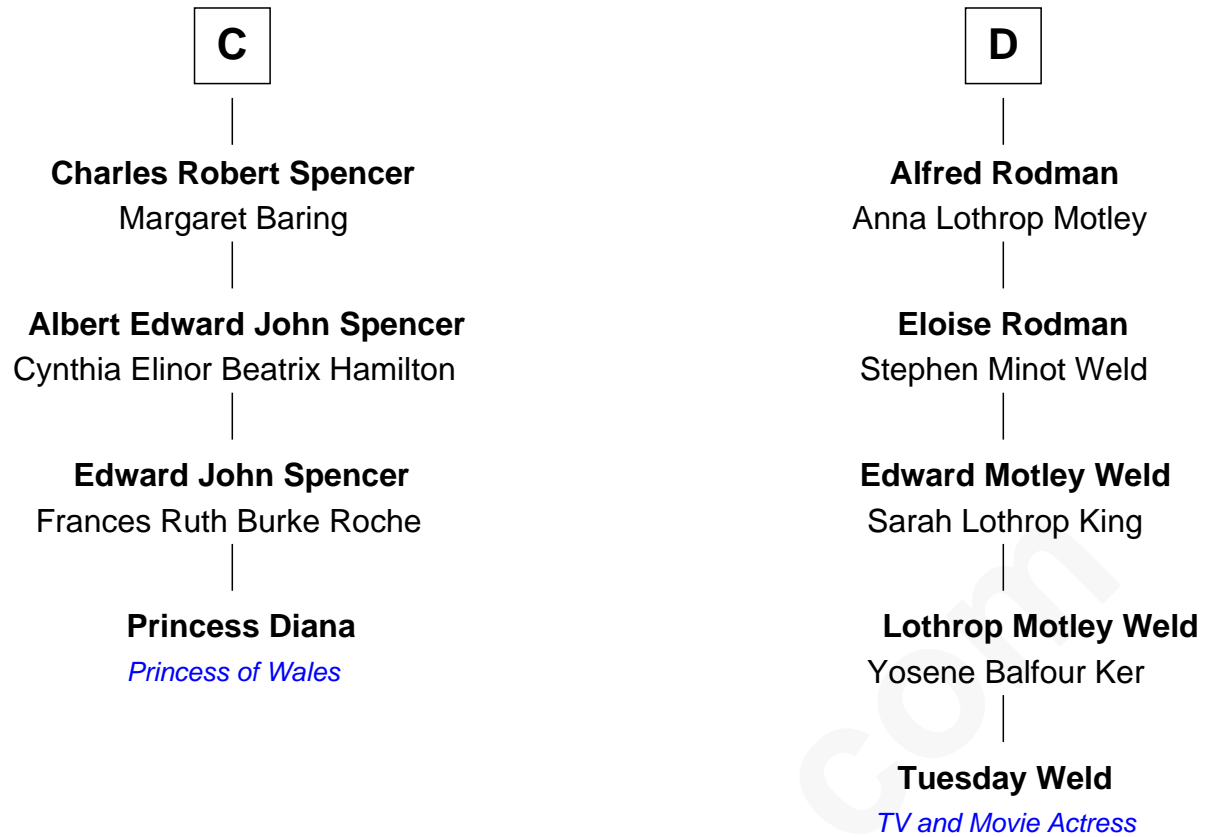 C
Charles Robert Spencer
Margaret Baring
Albert Edward John Spencer
Cynthia Elinor Beatrix Hamilton
Edward John Spencer
Frances Ruth Burke Roche
Princess Diana
Princess of Wales
D
Alfred Rodman
Anna Lothrop Motley
Eloise Rodman
Stephen Minot Weld
Edward Motley Weld
Sarah Lothrop King
Lothrop Motley Weld
Yosene Balfour Ker
Tuesday Weld
TV and Movie Actress
com